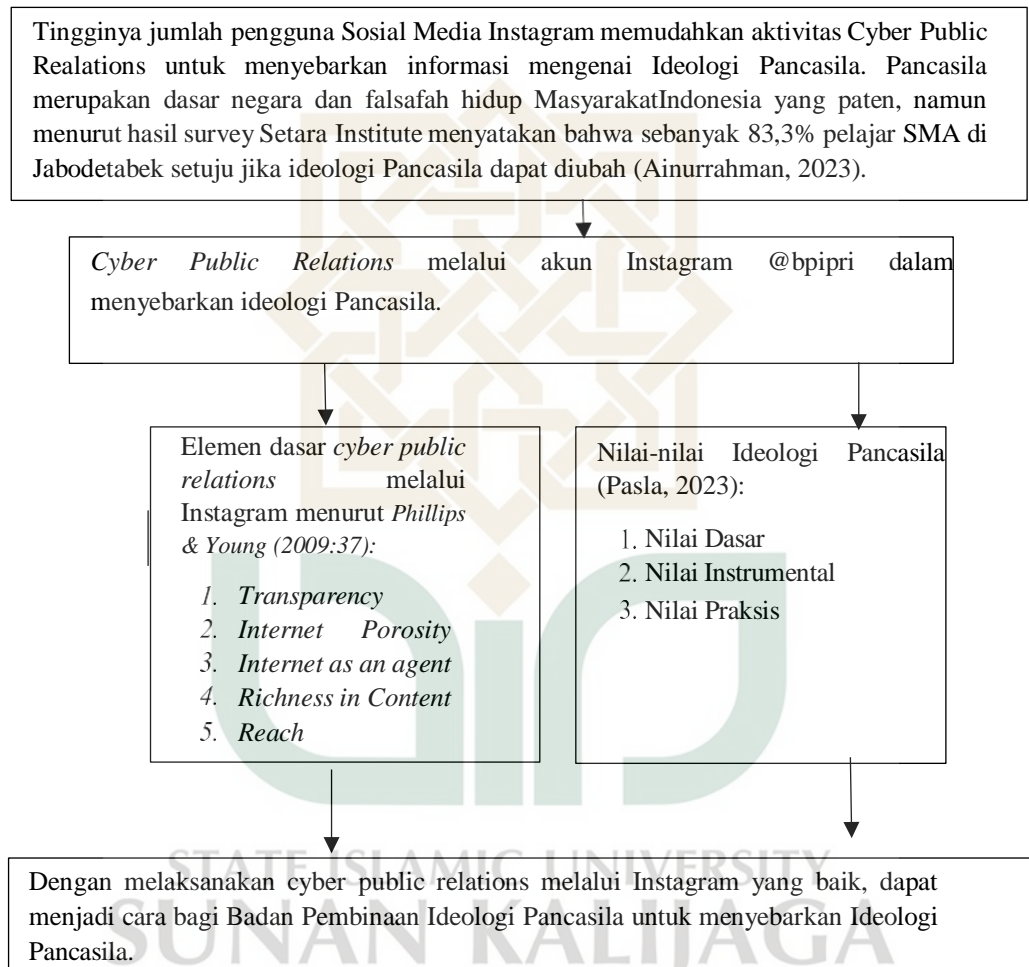 Tingginya jumlah pengguna Sosial Media Instagram memudahkan aktivitas Cyber Public
Realations untuk menyebarkan informasi mengenai Ideologi Pancasila. Pancasila
merupakan dasar negara dan falsafah hidup MasyarakatIndonesia yang paten, namun
menurut hasil survey Setara Institute menyatakan bahwa sebanyak 83,3% pelajar SMA di
Jabodetabek setuju jika ideologi Pancasila dapat diubah (Ainurrahman, 2023).
Cyber Public Relations melalui akun Instagram @bpipri dalam
menyebarkan ideologi Pancasila.
Elemen dasar cyber public
relations melalui
Instagram menurut Phillips
& Young (2009:37):
1. Transparency
2. Internet Porosity
3. Internet as an agent
4. Richness in Content
5. Reach
Nilai-nilai Ideologi Pancasila
(Pasla, 2023):
1. Nilai Dasar
2. Nilai Instrumental
3. Nilai Praksis
STATE ISLAMIC UNIVERSITY
SUNAN KALIJAGA
Dengan melaksanakan cyber public relations melalui Instagram yang baik, dapat
menjadi cara bagi Badan Pembinaan Ideologi Pancasila untuk menyebarkan Ideologi
Pancasila.